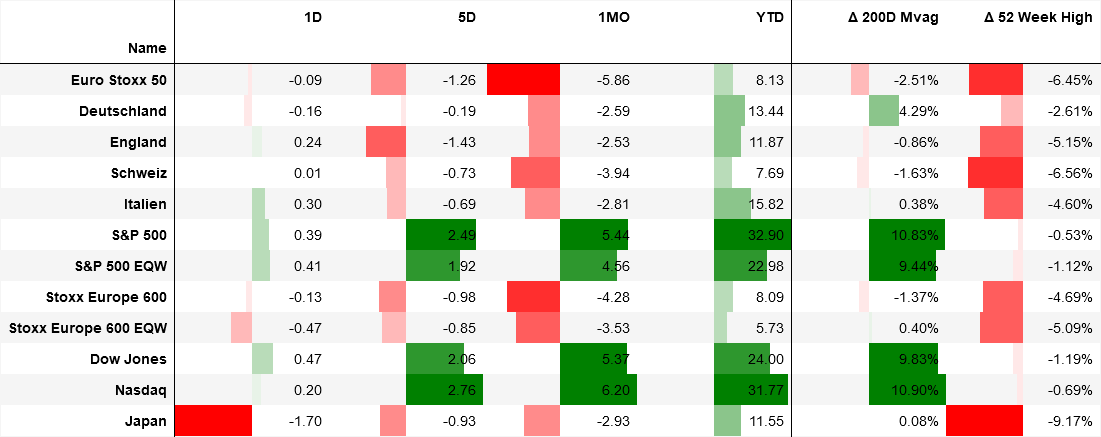 1D 5D 1MO YTD Δ 200D Mvag Δ 52 Week High
Name
Euro Stoxx 50 -0.09 -1.26 -5.86 8.13 -2.51% -6.45%
Deutschland -0.16 -0.19 -2.59 13.44 4.29% -2.61%
England 0.24 -1.43 -2.53 11.87 -0.86% -5.15%
Schweiz 0.01 -0.73 -3.94 7.69 -1.63% -6.56%
Italien 0.30 -0.69 -2.81 15.82 0.38% -4.60%
S&P 500 0.39 2.49 5.44 32.90 10.83% -0.53%
S&P 500 EQW 0.41 1.92 4.56 22.98 9.44% -1.12%
Stoxx Europe 600 -0.13 -0.98 -4.28 8.09 -1.37% -4.69%
Stoxx Europe 600 EQW -0.47 -0.85 -3.53 5.73 0.40% -5.09%
Dow Jones 0.47 2.06 5.37 24.00 9.83% -1.19%
Nasdaq 0.20 2.76 6.20 31.77 10.90% -0.69%
Japan -1.70 -0.93 -2.93 11.55 0.08% -9.17%